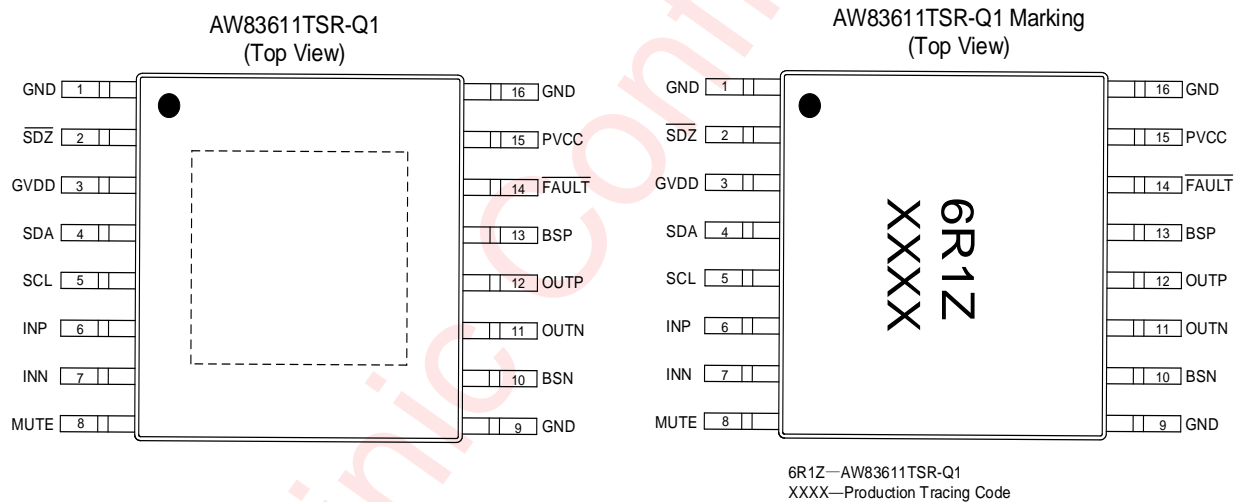 AW83611TSR-Q1
(Top View)
GND 1
SDZ 2
GVDD 3
SDA 4
SCL 5
INP 6
INN 7
MUTE 8
16 GND
15 PVCC
14 FAULT
13 BSP
12 OUTP
11 OUTN
10 BSN
9 GND
AW83611TSR-Q1 Marking
(Top View)
GND 1
SDZ 2
GVDD 3
SDA 4
SCL 5
INP 6
INN 7
MUTE 8
6R1Z
XXXX
16 GND
15 PVCC
14 FAULT
13 BSP
12 OUTP
11 OUTN
10 BSN
9 GND
6R1Z—AW83611TSR-Q1
XXXX—Production Tracing Code